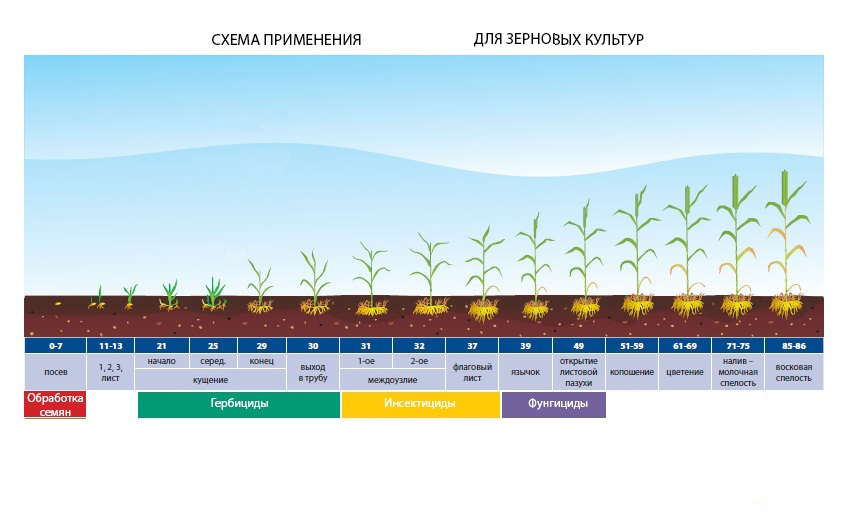 СХЕМА ПРИМЕНЕНИЯ ДЛЯ ЗЕРНОВЫХ КУЛЬТУР
0-7 11-13 21 25 29 30 31 32 37 39 49 51-59 61-69 71-75 85-86
посев
1, 2, 3,
лист
начало серед. конец
кущение
выход
в трубу
1-ое 2-ое
междоузлие
флаговый
лист
язычок
открытие
листовой
пазухи
копошение
цветение
налив –
молочная
спелость
восковая
спелость
Обработка
семян
Гербициды
Инсектициды
Фунгициды